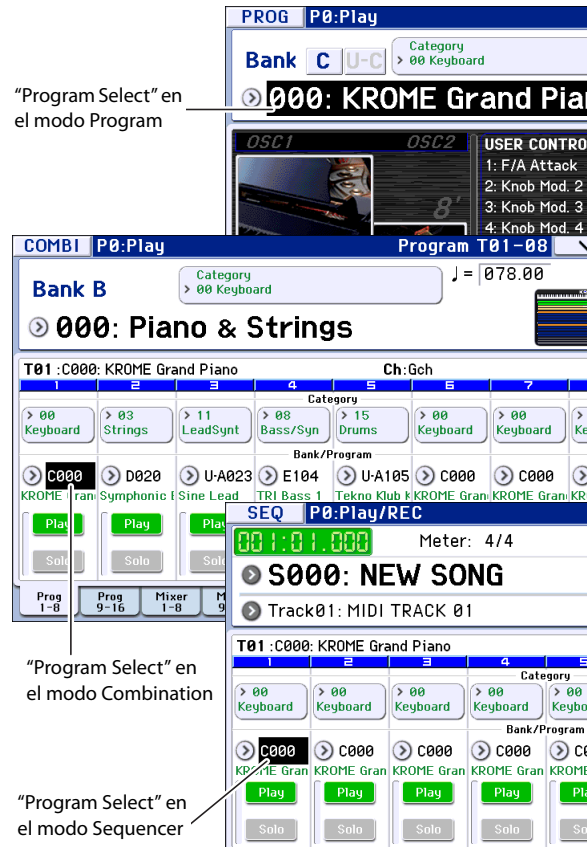 PROG P0:Play
Bank C U-C Category
> 00 Keyboard
000: KROME Grand
“Program Select” en
el modo Program
OSC1 OSC2 USER
1: F/A Attack
8'
2: Knob Mod. 2
3: Knob Mod. 3
4: Knob Mod. 4
COMBI P0:Play Program T01-08
Bank B
Category
> 00 Keyboard
♩= 078.00
000: Piano & Strings
T01 :C000: KROME Grand Piano Ch:Gch
1 2 3 4 5 6 7
Category
> 00 > 03 > 11 > 08 > 15 > 00 > 00
Keyboard Strings LeadSynt Bass/Syn Drums Keyboard Keyboard
Bank/Program
C000 D020 U-A023 E104 U-A105 C000 C000
KROME Symphonic Sine Lead TRI Bass 1 Tekno Klub KROME KROME
Play Play
Solo Solo
Prog 1-8 Prog 9-16 Mixer 1-8
“Program Select” en
el modo Combination
SEQ P0:Play/REC
001:01.000 Meter: 4/4
S000: NEW SONG
Track01: MIDI TRACK 01
T01 :C000: KROME Grand Piano
1 2 3 4 5
Category
> 00 > 00 > 00 > 00 > 00
Keyboard Keyboard Keyboard Keyboard
Bank/Program
C000 C000 C000 C000
KROME Gran KROME Gran KROME Gran KROME Gran
Play Play Play Play
Solo Solo Solo Solo
“Program Select” en
el modo Sequencer